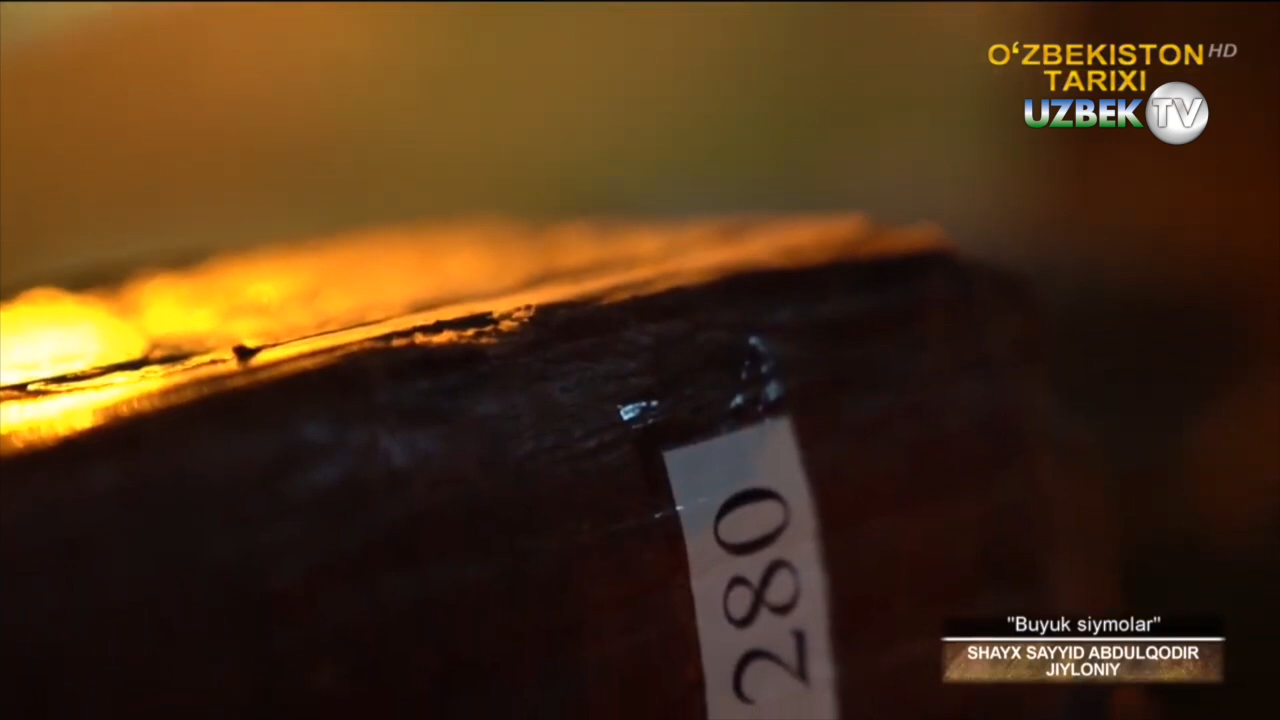 O‘ZBEKISTON HD
TARIXI
UZBEK TV
280
"Buyuk siymolar"
SHAYX SAYYID ABDULQODIR
JIYLONIY